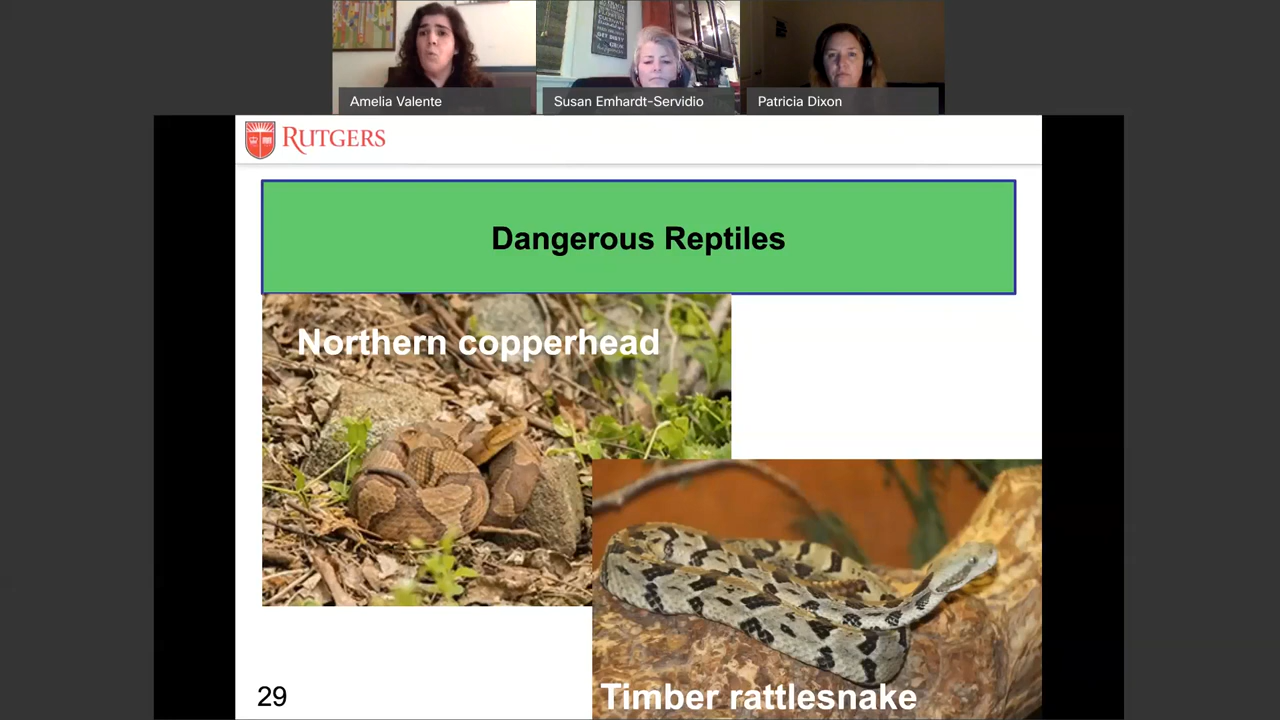 Amelia Valente
Susan Emhardt-Servidio
Patricia Dixon
RUTGERS
Dangerous Reptiles
Northern copperhead
Timber rattlesnake
29